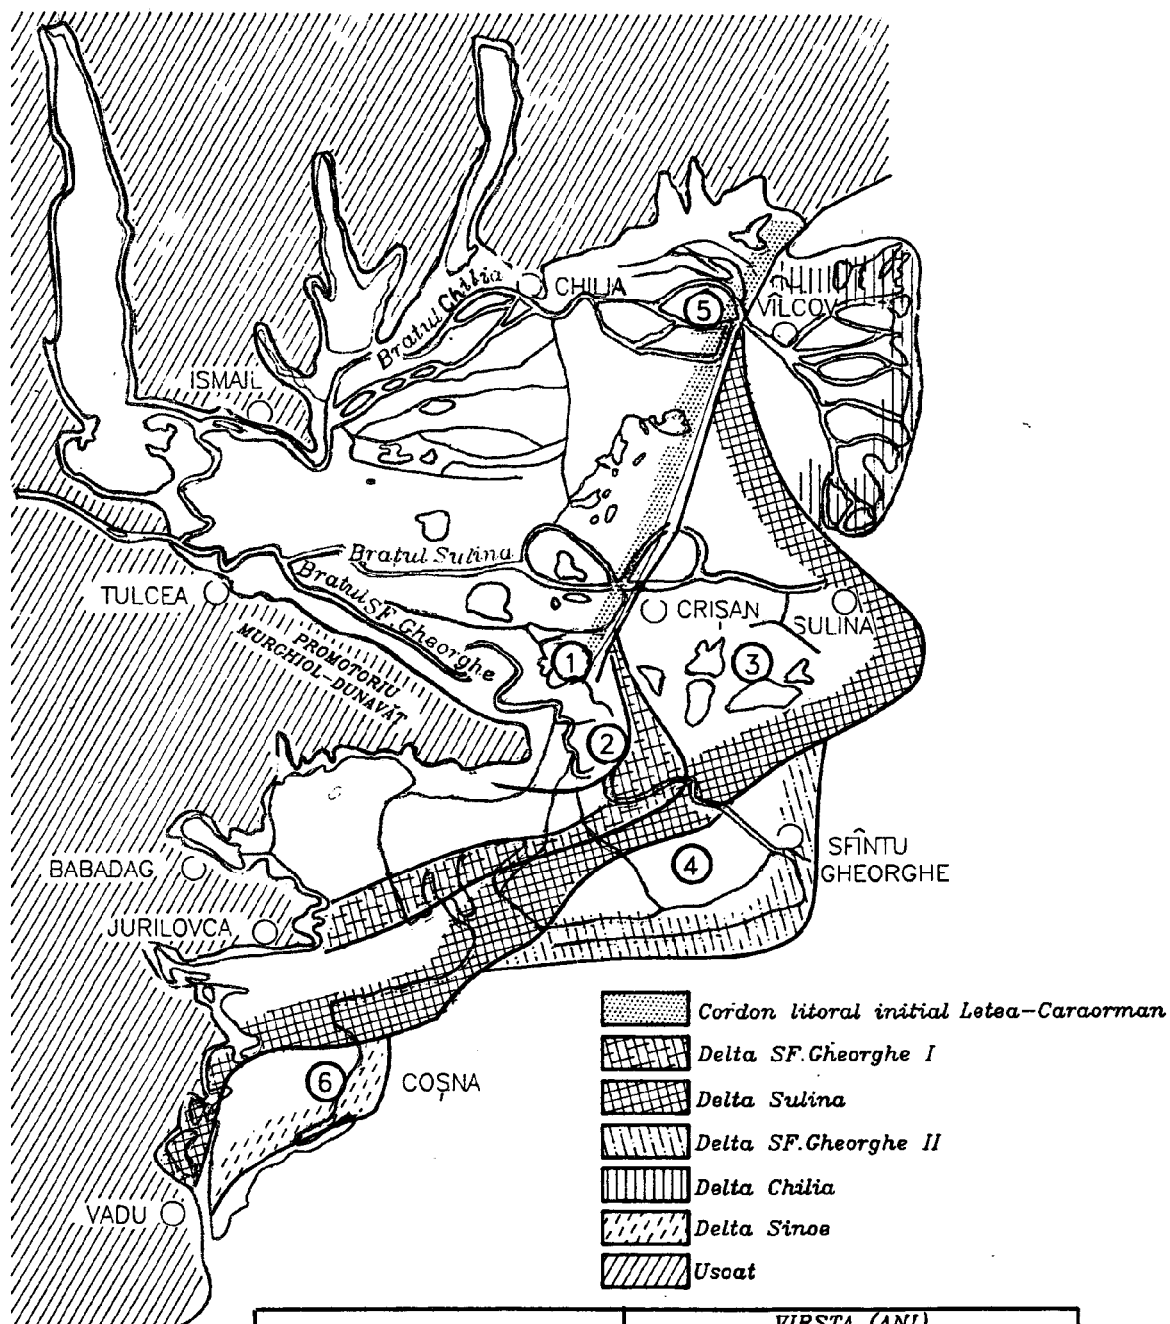 Bratul Chilia
CHILIA
5
VÎLCOV
ISMAIL
Bratul Sulina
Bratul SF. Gheorghe
TULCEA
CRIȘAN
SULINA
PROMOTORIU
MURCHIOL-DUNAVĂȚ
1
3
2
SFÎNTU
GHEORGHE
4
BABADAG
JURILOVCA
Cordon litoral initial Letea-Caraorman
Delta SF.Gheorghe I
6
COȘNA
Delta Sulina
Delta SF.Gheorghe II
Delta Chilia
VADU
Delta Sinoe
Uscat
VIRSTA (ANI)